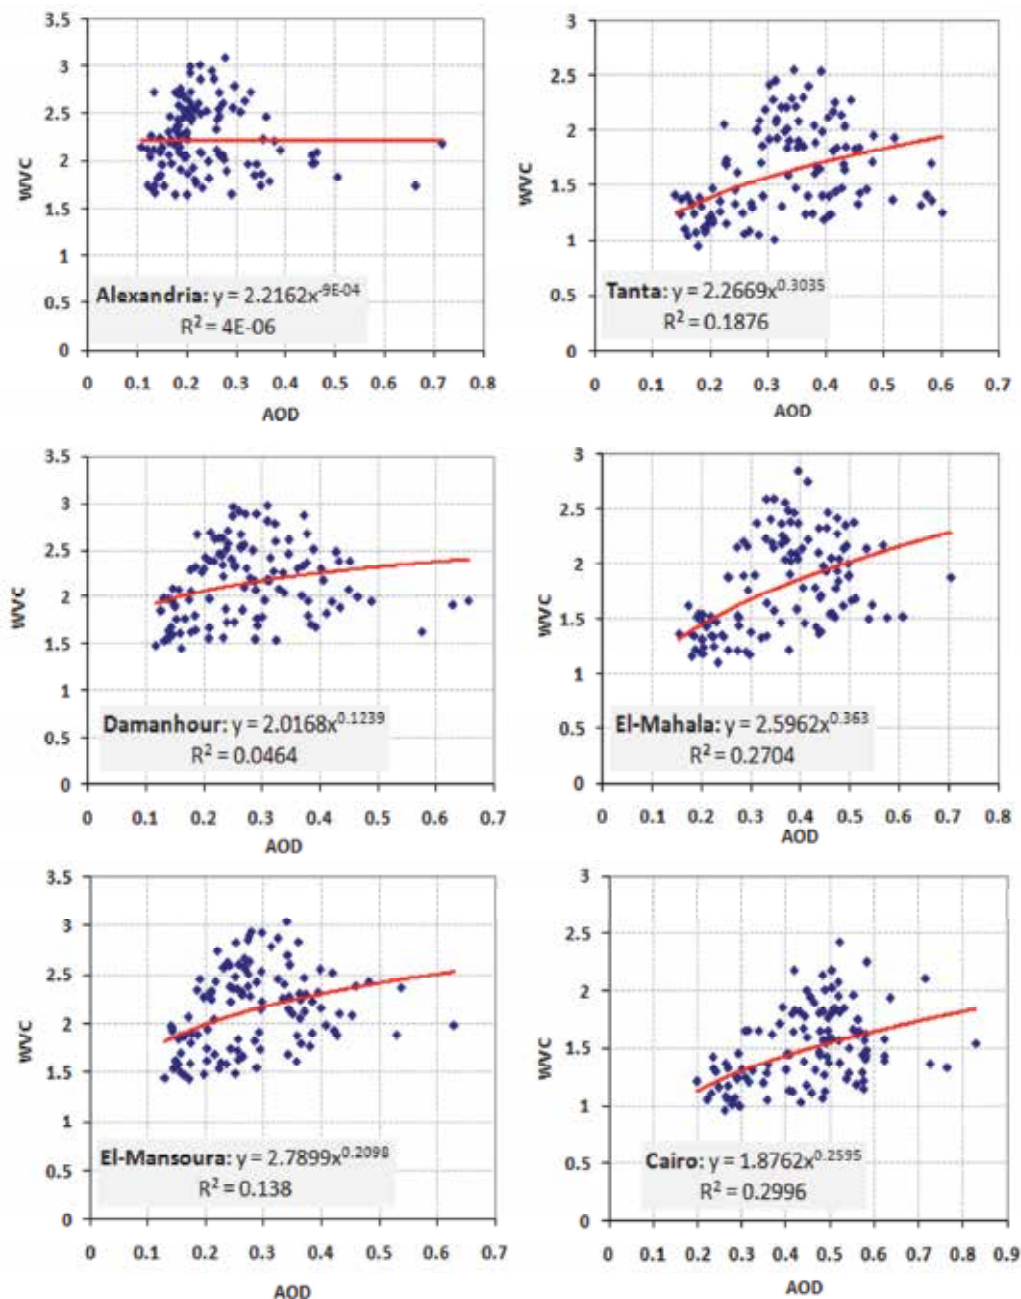 3.5
3
2.5
2
1.5
1
0.5
0
WVC
Alexandria: y = 2.2162x^-9E-04
R² = 4E-06
0 0.1 0.2 0.3 0.4 0.5 0.6 0.7 0.8
AOD
3
2.5
2
1.5
1
0.5
0
WVC
Tanta: y = 2.2669x^0.3035
R² = 0.1876
0 0.1 0.2 0.3 0.4 0.5 0.6 0.7
AOD
3.5
3
2.5
2
1.5
1
0.5
0
WVC
Damanhour: y = 2.0168x^0.1239
R² = 0.0464
0 0.1 0.2 0.3 0.4 0.5 0.6 0.7
AOD
3
2.5
2
1.5
1
0.5
0
WVC
El-Mahala: y = 2.5962x^0.363
R² = 0.2704
0 0.1 0.2 0.3 0.4 0.5 0.6 0.7 0.8
AOD
3.5
3
2.5
2
1.5
1
0.5
0
WVC
El-Mansoura: y = 2.7899x^0.2098
R² = 0.138
0 0.1 0.2 0.3 0.4 0.5 0.6 0.7
AOD
3
2.5
2
1.5
1
0.5
0
WVC
Cairo: y = 1.8762x^0.2595
R² = 0.2996
0 0.1 0.2 0.3 0.4 0.5 0.6 0.7 0.8 0.9
AOD